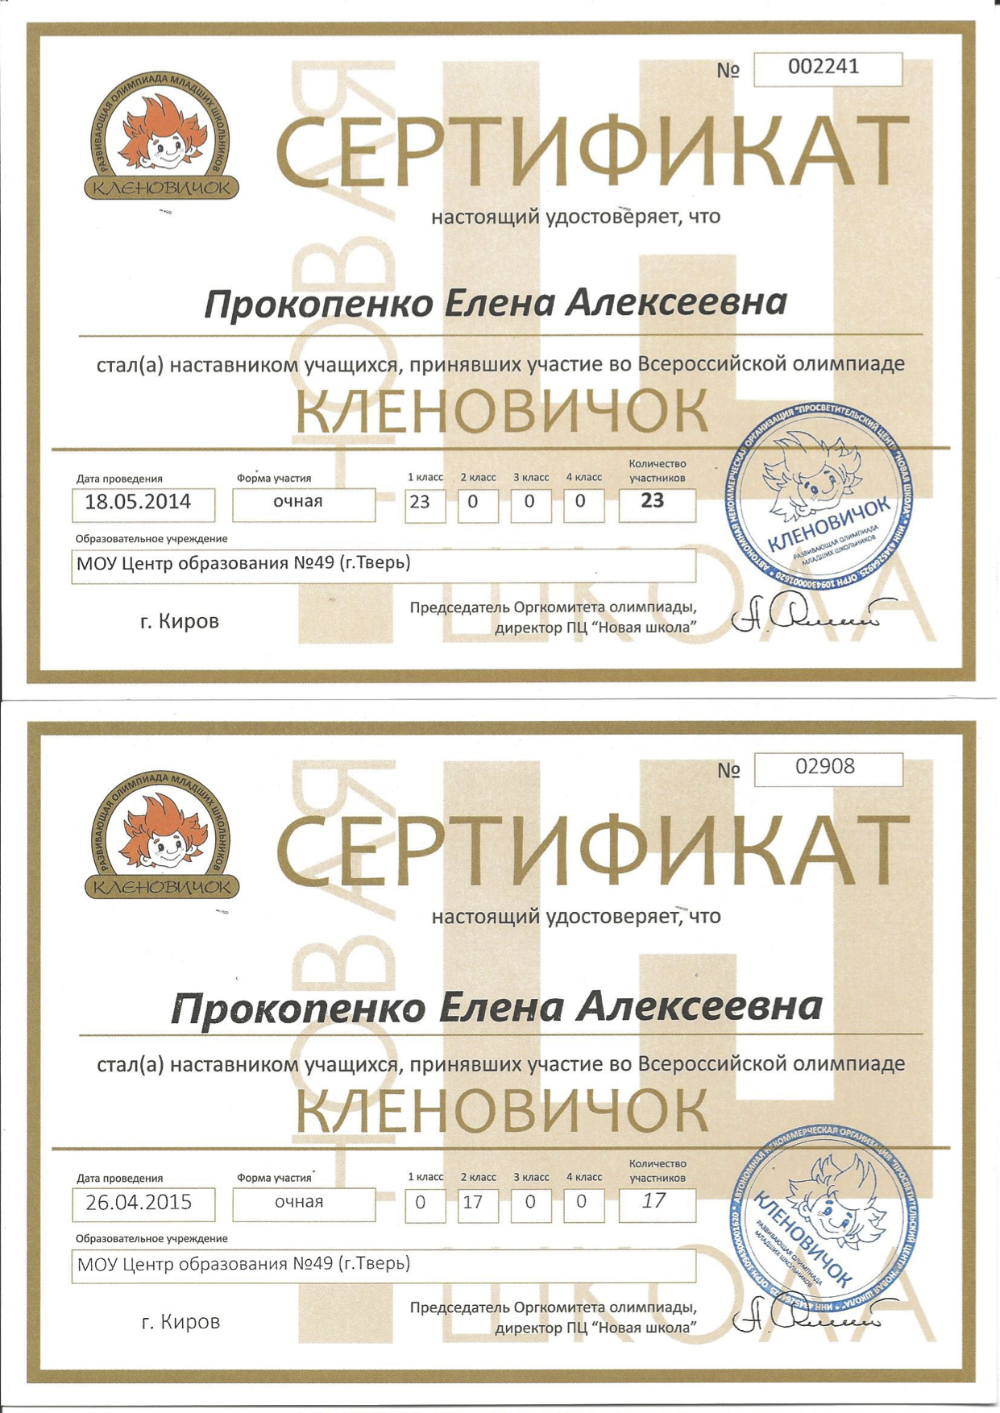 № 002241
РАЗВИВАЮЩАЯ ОЛИМПИАДА МЛАДШИХ ШКОЛЬНИКОВ
КЛЕНОВИЧОК
СЕРТИФИКАТ
настоящий удостоверяет, что
Прокопенко Елена Алексеевна
стал(а) наставником учащихся, принявших участие во Всероссийской олимпиаде
КЛЕНОВИЧОК
Дата проведения Форма участия 1 класс 2 класс 3 класс 4 класс Количество участников
18.05.2014 очная 23 0 0 0 23
Образовательное учреждение
МОУ Центр образования №49 (г.Тверь)
г. Киров
Председатель Оргкомитета олимпиады,
директор ПЦ “Новая школа”
АВТОНОМНАЯ НЕКОММЕРЧЕСКАЯ ОРГАНИЗАЦИЯ "ПРОСВЕТИТЕЛЬСКИЙ ЦЕНТР "НОВАЯ ШКОЛА"
КЛЕНОВИЧОК
РАЗВИВАЮЩАЯ ОЛИМПИАДА
МЛАДШИХ ШКОЛЬНИКОВ
НОВАЯ
ШКОЛА
№ 02908
РАЗВИВАЮЩАЯ ОЛИМПИАДА МЛАДШИХ ШКОЛЬНИКОВ
КЛЕНОВИЧОК
СЕРТИФИКАТ
настоящий удостоверяет, что
Прокопенко Елена Алексеевна
стал(а) наставником учащихся, принявших участие во Всероссийской олимпиаде
КЛЕНОВИЧОК
Дата проведения Форма участия 1 класс 2 класс 3 класс 4 класс Количество участников
26.04.2015 очная 0 17 0 0 17
Образовательное учреждение
МОУ Центр образования №49 (г.Тверь)
г. Киров
Председатель Оргкомитета олимпиады,
директор ПЦ “Новая школа”
АВТОНОМНАЯ НЕКОММЕРЧЕСКАЯ ОРГАНИЗАЦИЯ "ПРОСВЕТИТЕЛЬСКИЙ ЦЕНТР "НОВАЯ ШКОЛА"
КЛЕНОВИЧОК
РАЗВИВАЮЩАЯ ОЛИМПИАДА
МЛАДШИХ ШКОЛЬНИКОВ
НОВАЯ
ШКОЛА